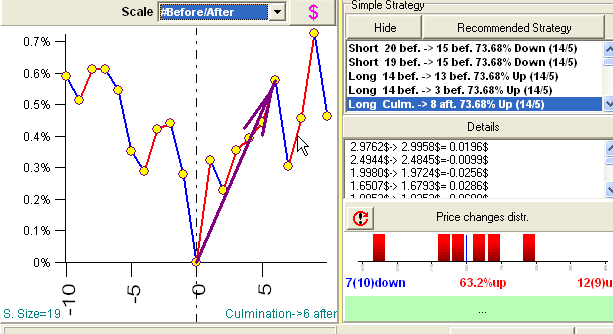 Scale #Before/After $
0.7%
0.6%
0.5%
0.4%
0.3%
0.2%
0.1%
0%
-10 -5 -0 5
S. Size=19 Culmination->6 after
Simple Strategy
Hide Recommended Strategy
Short 20 bef. -> 15 bef. 73.68% Down (14/5)
Short 19 bef. -> 15 bef. 73.68% Down (14/5)
Long 14 bef. -> 13 bef. 73.68% Up (14/5)
Long 14 bef. -> 3 bef. 73.68% Up (14/5)
Long Culm. -> 8 aft. 73.68% Up (14/5)
Details
2.9762$-> 2.9958$= 0.0196$
2.4944$-> 2.4845$=-0.0099$
1.9980$-> 1.9724$=-0.0256$
1.6507$-> 1.6793$= 0.0286$
Price changes distr.
7(10)down 63.2%up 12(9)u
...